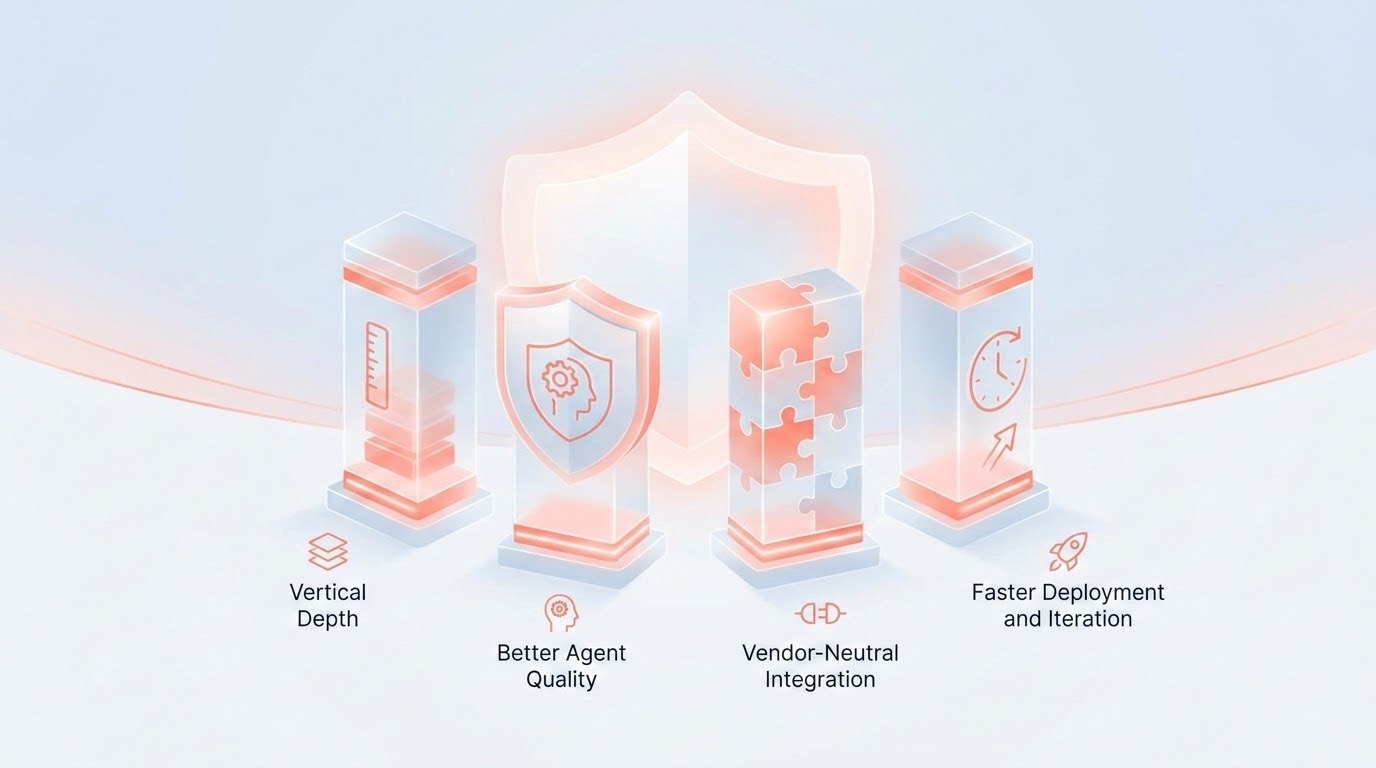 Vertical
Depth
Better Agent
Quality
Vendor-Neutral
Integration
Faster Deployment
and Iteration